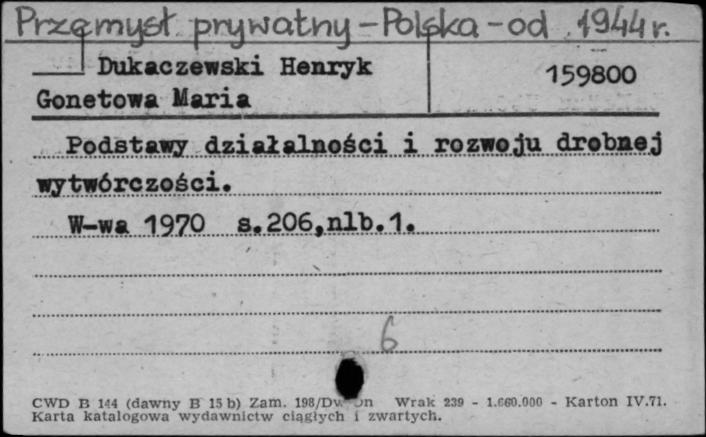 Przemysł prywatny - Polska - od 1944 r.
Dukaczewski Henryk
159800
Gonetowa Maria
Podstawy działalności i rozwoju drobnej
wytwórczości.
W-wa 1970 s.206,nlb.1.
6
CWD B 144 (dawny B 15 b) Zam. 198/Dw Wrak 239 - 1.660.000 - Karton IV.71.
Karta katalogowa wydawnictw ciągłych i zwartych.